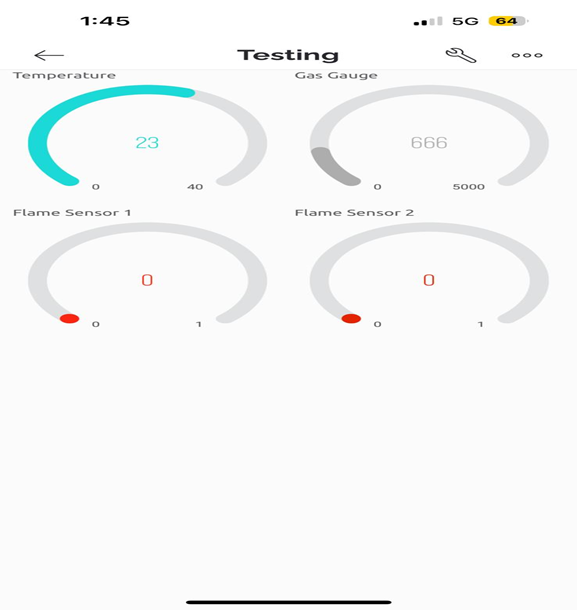 1:45 5G 64
Testing
Temperature Gas Gauge
23 666
0 40 0 5000
Flame Sensor 1 Flame Sensor 2
0 0
0 1 0 1